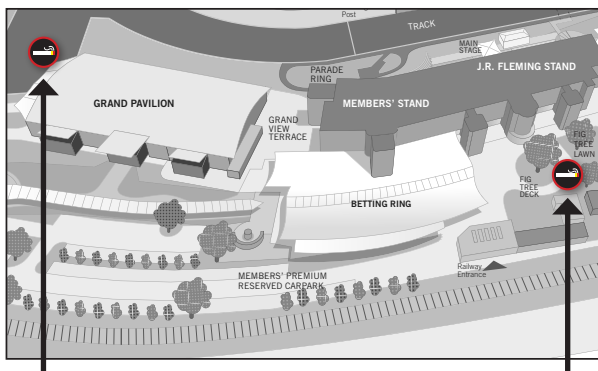 Post
TRACK
MAIN
STAGE
J.R. FLEMING STAND
PARADE
RING
GRAND PAVILION
MEMBERS' STAND
GRAND
VIEW
TERRACE
FIG
TREE
LAWN
FIG
TREE
DECK
BETTING RING
Railway
Entrance
MEMBERS' PREMIUM
RESERVED CARPARK